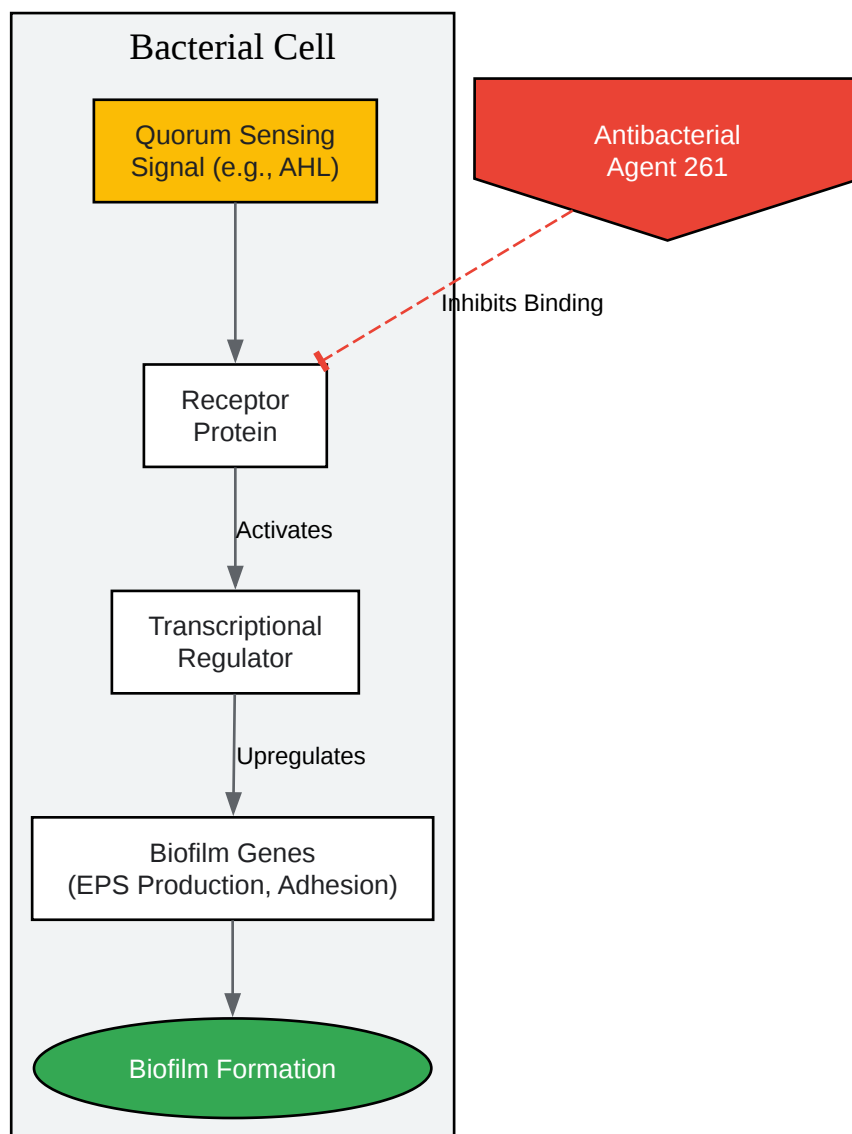 Bacterial Cell
Quorum Sensing
Signal (e.g., AHL)
Antibacterial
Agent 261
Inhibits Binding
Receptor
Protein
Activates
Transcriptional
Regulator
Upregulates
Biofilm Genes
(EPS Production, Adhesion)
Biofilm Formation